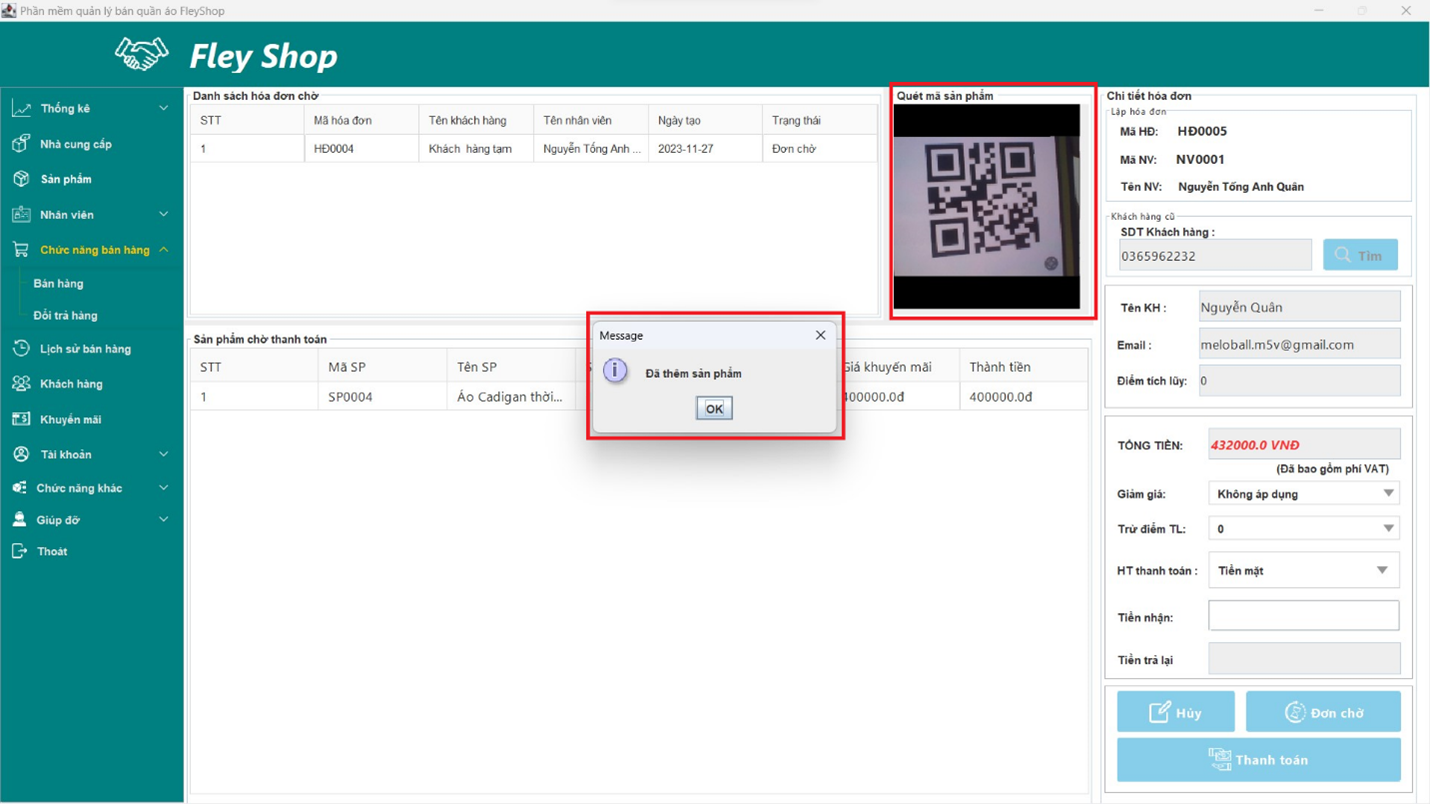 Phần mềm quản lý bán quần áo FleyShop
Fley Shop
Thống kê
Nhà cung cấp
Sản phẩm
Nhân viên
Chức năng bán hàng
Bán hàng
Đổi trả hàng
Lịch sử bán hàng
Khách hàng
Khuyến mãi
Tài khoản
Chức năng khác
Giúp đỡ
Thoát
Danh sách hóa đơn chờ
STT Mã hóa đơn Tên khách hàng Tên nhân viên Ngày tạo Trạng thái
1 HĐ0004 Khách hàng tạm Nguyễn Tống Anh ... 2023-11-27 Đơn chờ
Quét mã sản phẩm
Sản phẩm chờ thanh toán
STT Mã SP Tên SP Giá khuyến mãi Thành tiền
1 SP0004 Áo Cadigan thời... 400000.0đ 400000.0đ
Message
Đã thêm sản phẩm
OK
Chi tiết hóa đơn
Lập hóa đơn
Mã HĐ: HĐ0005
Mã NV: NV0001
Tên NV: Nguyễn Tống Anh Quân
Khách hàng cũ
SDT Khách hàng :
0365962232 Tìm
Tên KH : Nguyễn Quân
Email : meloball.m5v@gmail.com
Điểm tích lũy: 0
TỔNG TIỀN: 432000.0 VNĐ
(Đã bao gồm phí VAT)
Giảm giá: Không áp dụng
Trừ điểm TL: 0
HT thanh toán : Tiền mặt
Tiền nhận:
Tiền trả lại
Hủy Đơn chờ
Thanh toán